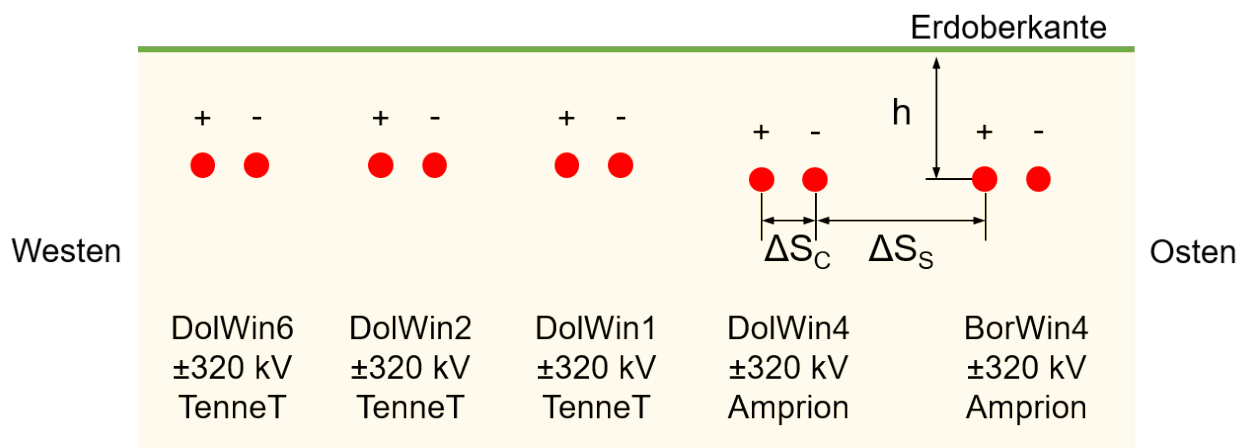 Erdoberkante
h
+ -
+ -
+ -
+ -
+ -
ΔS_C
ΔS_S
Westen
Osten
DolWin6
±320 kV
TenneT
DolWin2
±320 kV
TenneT
DolWin1
±320 kV
TenneT
DolWin4
±320 kV
Amprion
BorWin4
±320 kV
Amprion